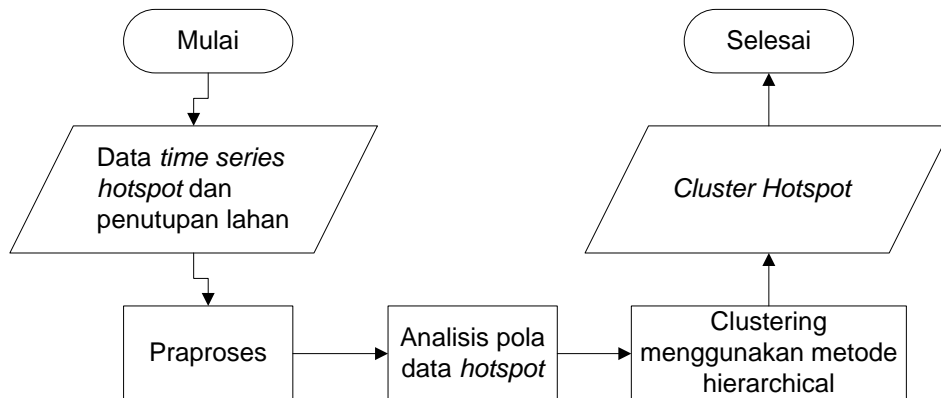 Mulai
Data time series
hotspot dan
penutupan lahan
Praproses
Analisis pola
data hotspot
Clustering
menggunakan metode
hierarchical
Cluster Hotspot
Selesai